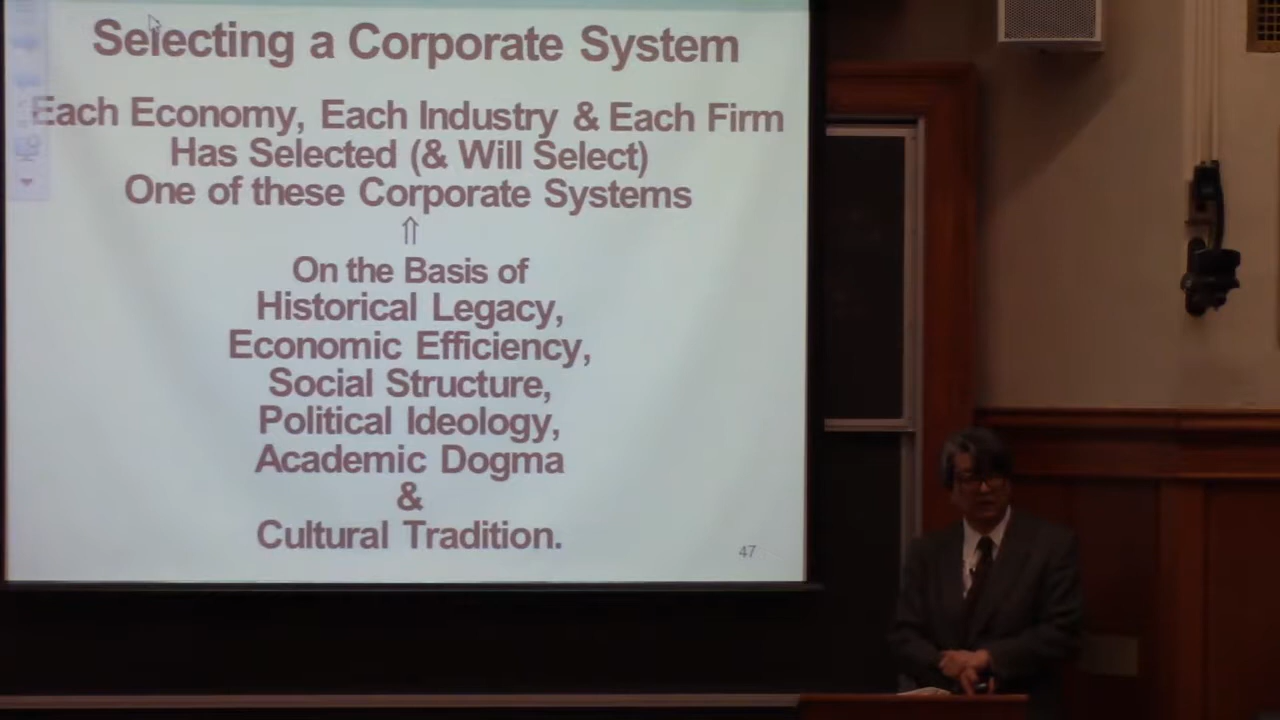 Selecting a Corporate System
Each Economy, Each Industry & Each Firm
Has Selected (& Will Select)
One of these Corporate Systems
⇑
On the Basis of
Historical Legacy,
Economic Efficiency,
Social Structure,
Political Ideology,
Academic Dogma
&
Cultural Tradition.
47